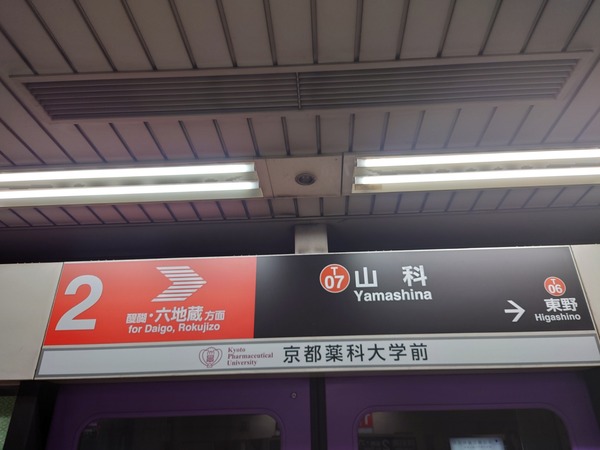 2
醍醐・六地蔵方面
for Daigo, Rokujizo
T
07
山科
Yamashina
T
06
東野
Higashino
Kyoto
Pharmaceutical
University
京都薬科大学前